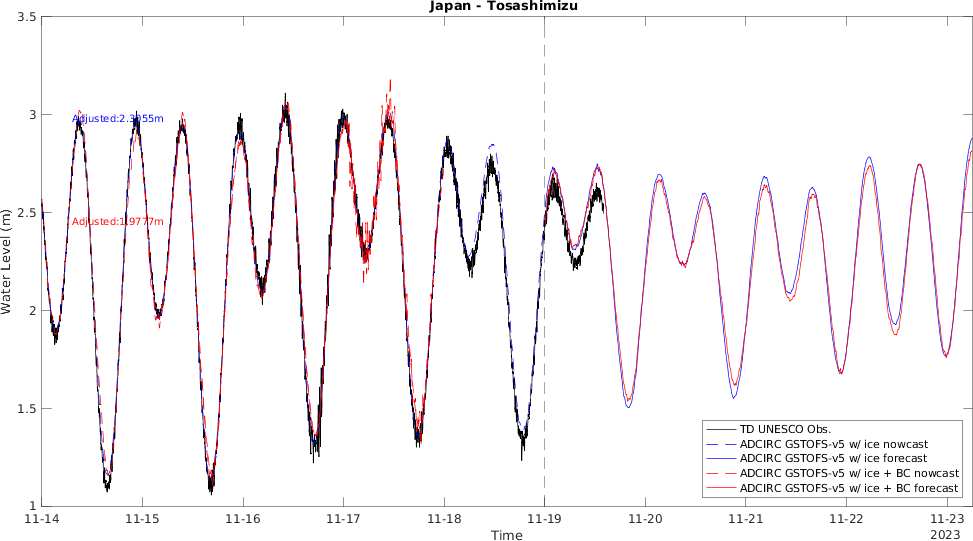 Japan - Tosashimizu
3.5
3
2.5
2
1.5
1
Water Level (m)
Adjusted:2.3055m
Adjusted:1.9777m
TD UNESCO Obs.
ADCIRC GSTOFS-v5 w/ ice nowcast
ADCIRC GSTOFS-v5 w/ ice forecast
ADCIRC GSTOFS-v5 w/ ice + BC nowcast
ADCIRC GSTOFS-v5 w/ ice + BC forecast
11-14 11-15 11-16 11-17 11-18 11-19 11-20 11-21 11-22 11-23
2023
Time